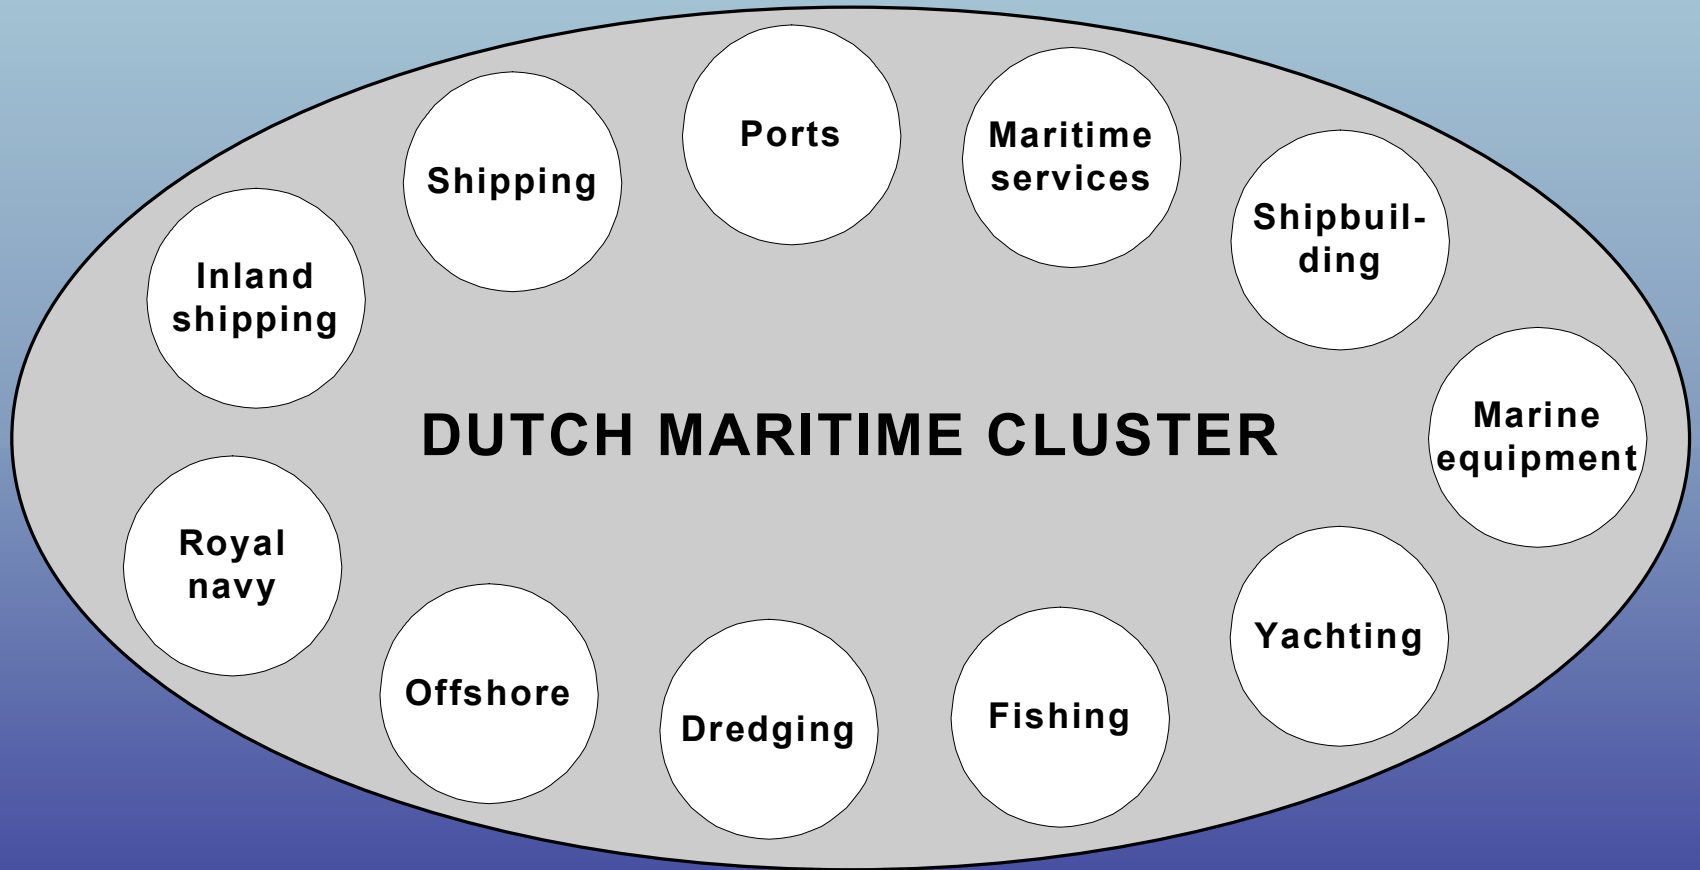 Ports
Maritime
services
Shipping
Shipbuil-
ding
Inland
shipping
DUTCH MARITIME CLUSTER
Marine
equipment
Royal
navy
Yachting
Offshore
Dredging
Fishing